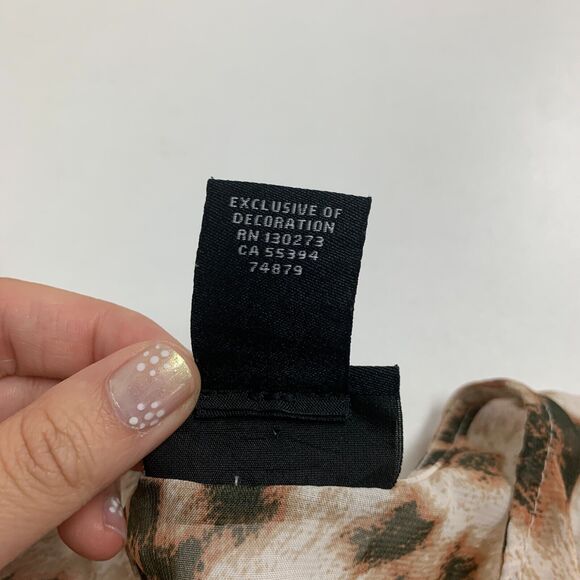 EXCLUSIVE OF
DECORATION
RN 130273
CA 55394
74879